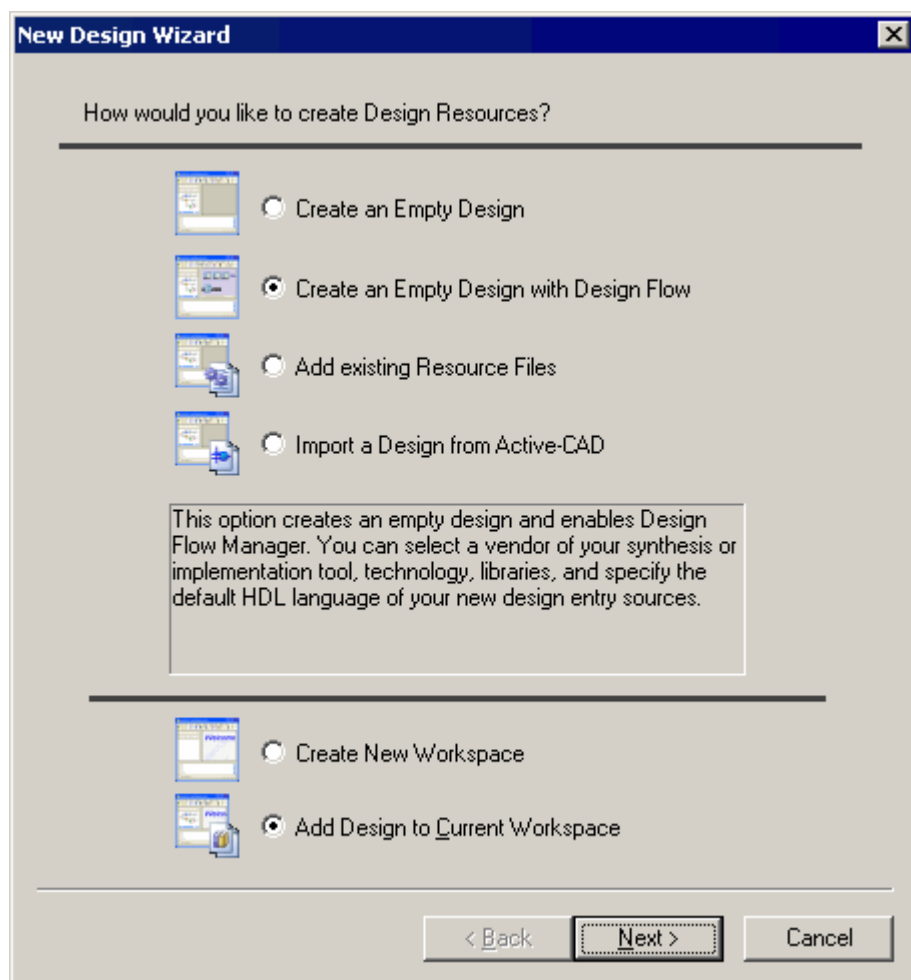 New Design Wizard
How would you like to create Design Resources?
Create an Empty Design
Create an Empty Design with Design Flow
Add existing Resource Files
Import a Design from Active-CAD
This option creates an empty design and enables Design
Flow Manager. You can select a vendor of your synthesis or
implementation tool, technology, libraries, and specify the
default HDL language of your new design entry sources.
Create New Workspace
Add Design to Current Workspace
< Back
Next >
Cancel